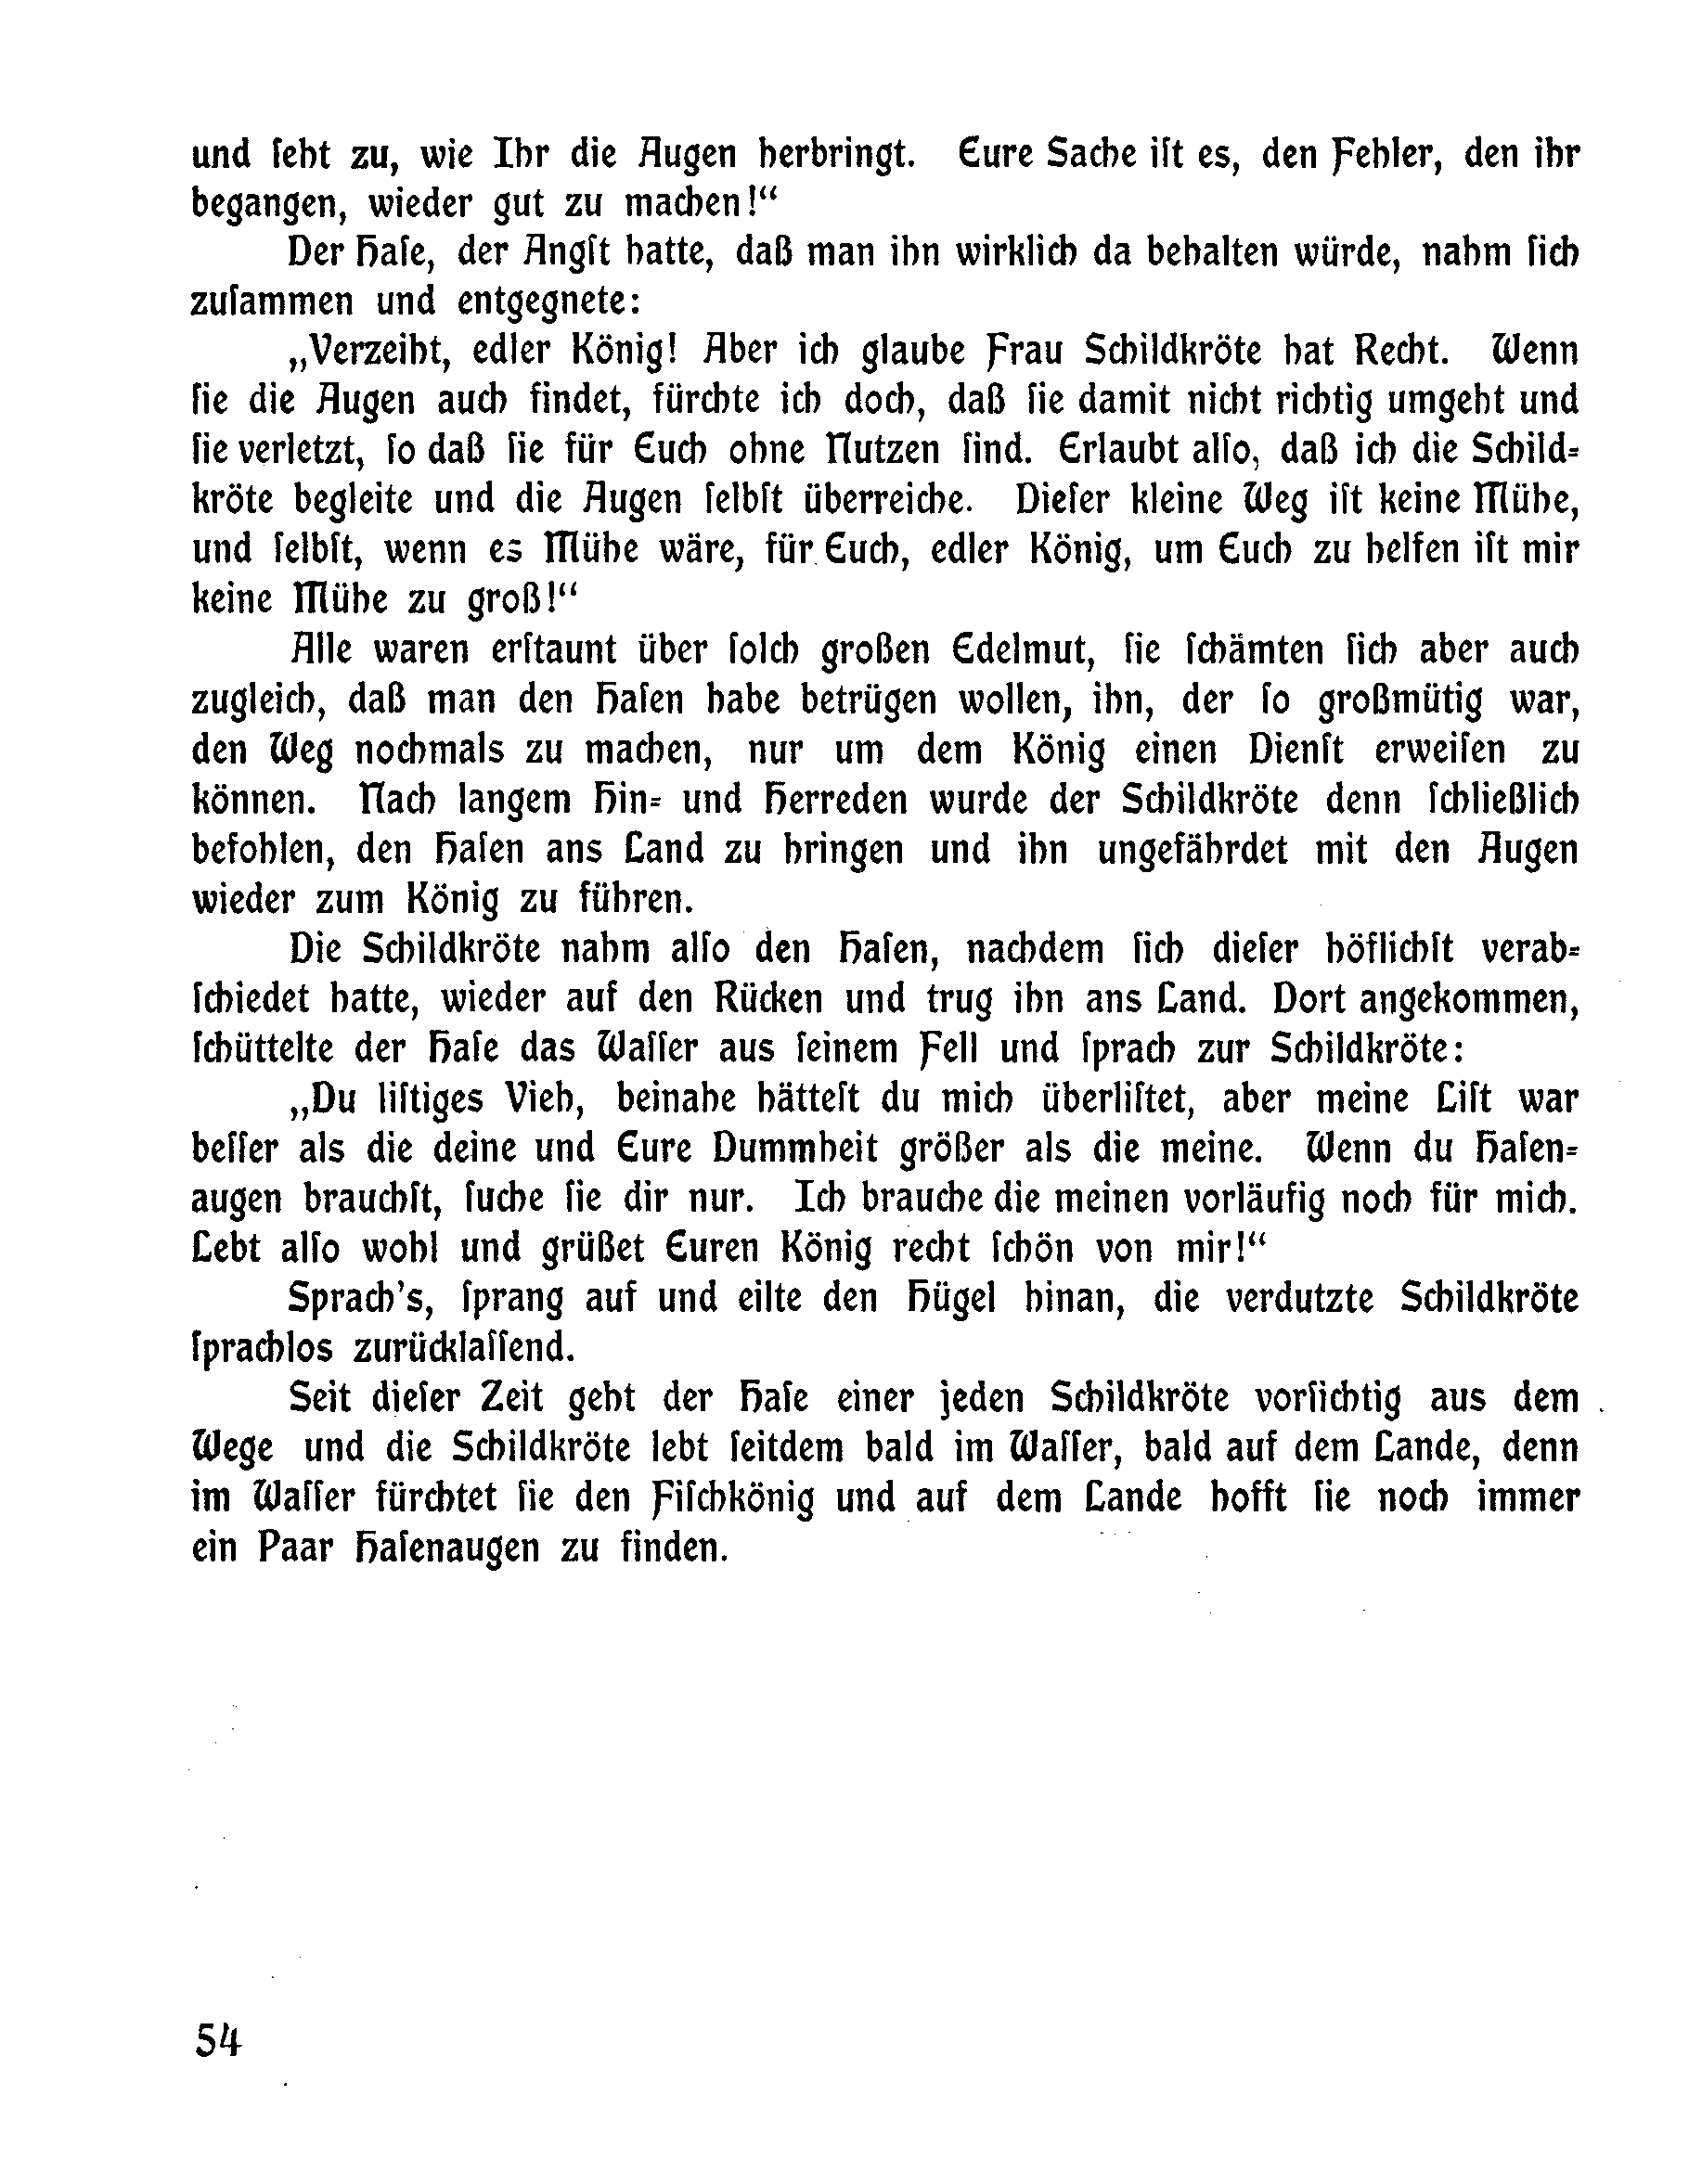 und ſeht zu, wie Ihr die Augen herbringt. Eure Sache iſt es, den Fehler, den ihr
begangen, wieder gut zu machen!“
Der Haſe, der Angſt hatte, daß man ihn wirklich da behalten würde, nahm ſich
zuſammen und entgegnete:
„Verzeiht, edler König! Aber ich glaube Frau Schildkröte hat Recht. Wenn
ſie die Augen auch findet, fürchte ich doch, daß ſie damit nicht richtig umgeht und
ſie verletzt, ſo daß ſie für Euch ohne Nutzen ſind. Erlaubt alſo, daß ich die Schild-
kröte begleite und die Augen ſelbſt überreiche. Dieſer kleine Weg iſt keine Mühe,
und ſelbſt, wenn es Mühe wäre, für Euch, edler König, um Euch zu helfen iſt mir
keine Mühe zu groß!“
Alle waren erſtaunt über ſolch großen Edelmut, ſie ſchämten ſich aber auch
zugleich, daß man den Haſen habe betrügen wollen, ihn, der ſo großmütig war,
den Weg nochmals zu machen, nur um dem König einen Dienſt erweiſen zu
können. Nach langem Hin- und Herreden wurde der Schildkröte denn ſchließlich
befohlen, den Haſen ans Land zu bringen und ihn ungefährdet mit den Augen
wieder zum König zu führen.
Die Schildkröte nahm alſo den Haſen, nachdem ſich dieſer höflichſt verab-
ſchiedet hatte, wieder auf den Rücken und trug ihn ans Land. Dort angekommen,
ſchüttelte der Haſe das Waſſer aus ſeinem Fell und ſprach zur Schildkröte:
„Du liſtiges Vieh, beinahe hätteſt du mich überliſtet, aber meine Liſt war
beſſer als die deine und Eure Dummheit größer als die meine. Wenn du Haſen-
augen brauchſt, ſuche ſie dir nur. Ich brauche die meinen vorläufig noch für mich.
Lebt alſo wohl und grüßet Euren König recht ſchön von mir!“
Sprach's, ſprang auf und eilte den Hügel hinan, die verdutzte Schildkröte
ſprachlos zurücklaſſend.
Seit dieſer Zeit geht der Haſe einer jeden Schildkröte vorſichtig aus dem
Wege und die Schildkröte lebt ſeitdem bald im Waſſer, bald auf dem Lande, denn
im Waſſer fürchtet ſie den Fiſchkönig und auf dem Lande hofft ſie noch immer
ein Paar Haſenaugen zu finden.
54